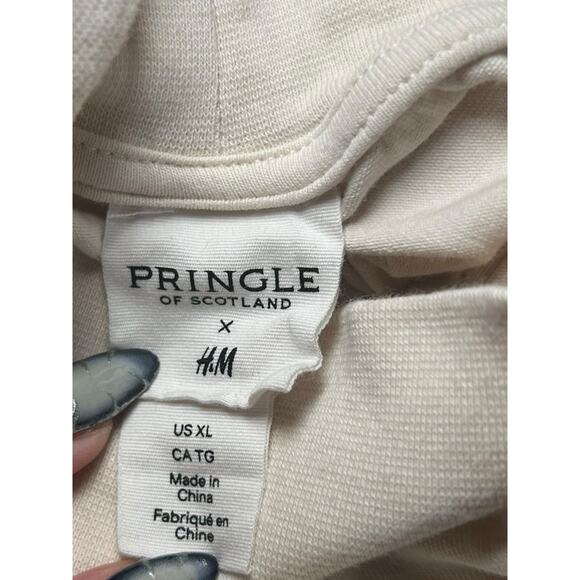 PRINGLE
OF SCOTLAND
x
H&M
US XL
CA TG
Made in
China
Fabriqué en
Chine